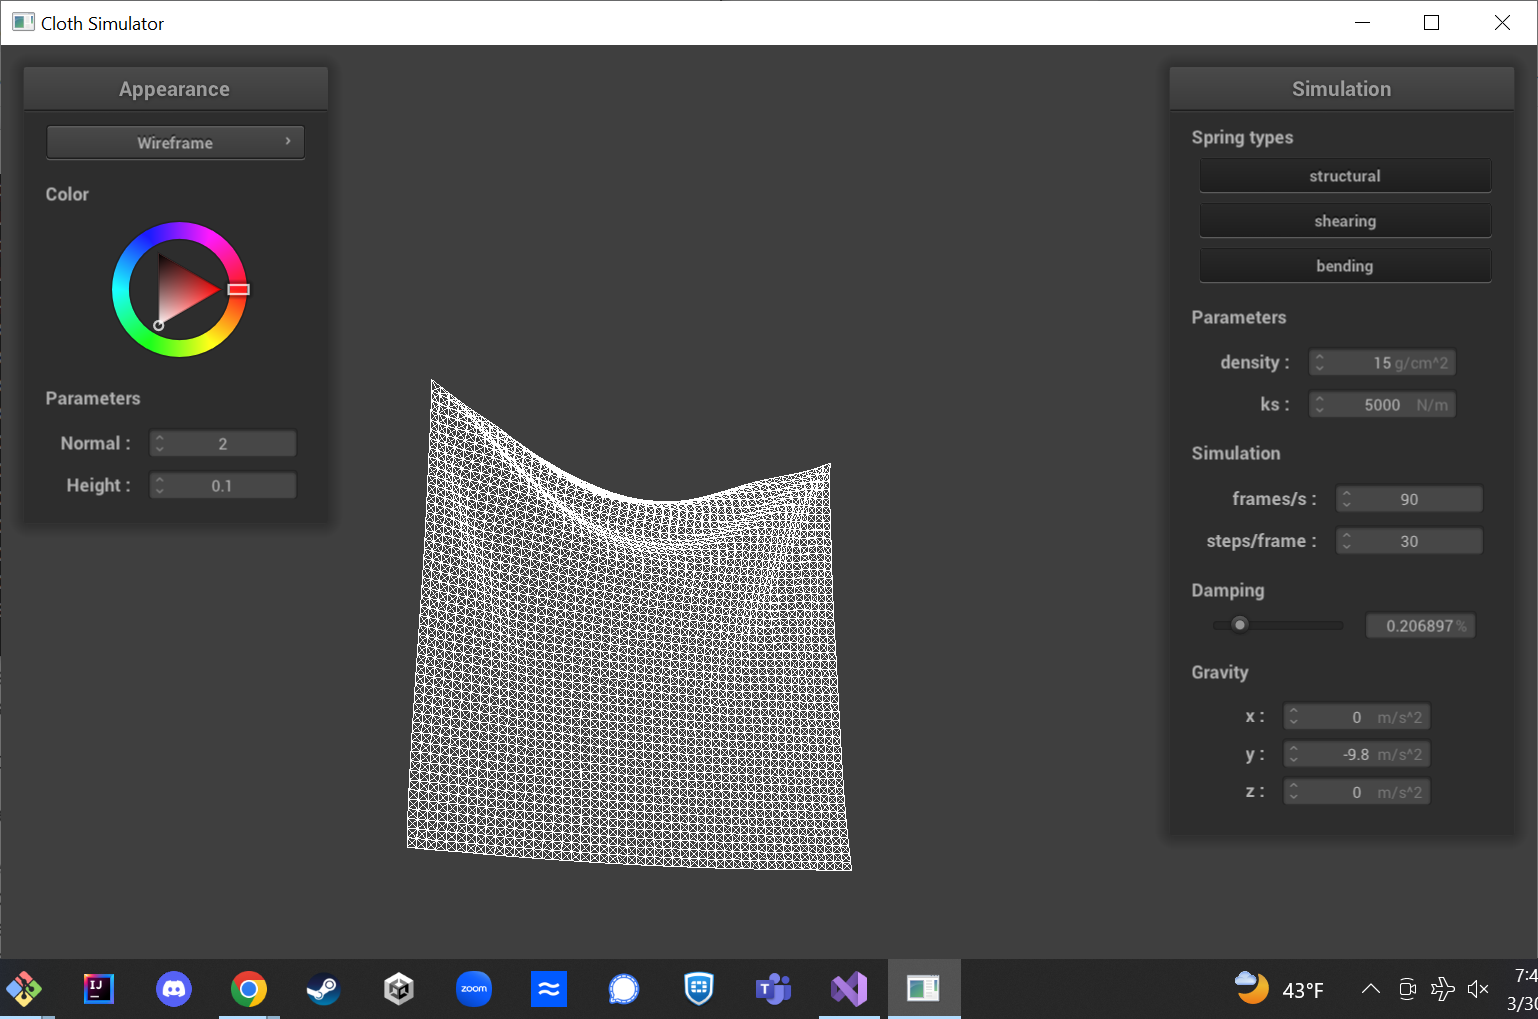 Cloth Simulator
Appearance
Wireframe
Color
Parameters
Normal : 2
Height : 0.1
Simulation
Spring types
structural
shearing
bending
Parameters
density : 15 g/cm^2
ks : 5000 N/m
Simulation
frames/s : 90
steps/frame : 30
Damping
0.206897 %
Gravity
x : 0 m/s^2
y : -9.8 m/s^2
z : 0 m/s^2
IJ
zoom
T
43°F
7:4
3/30